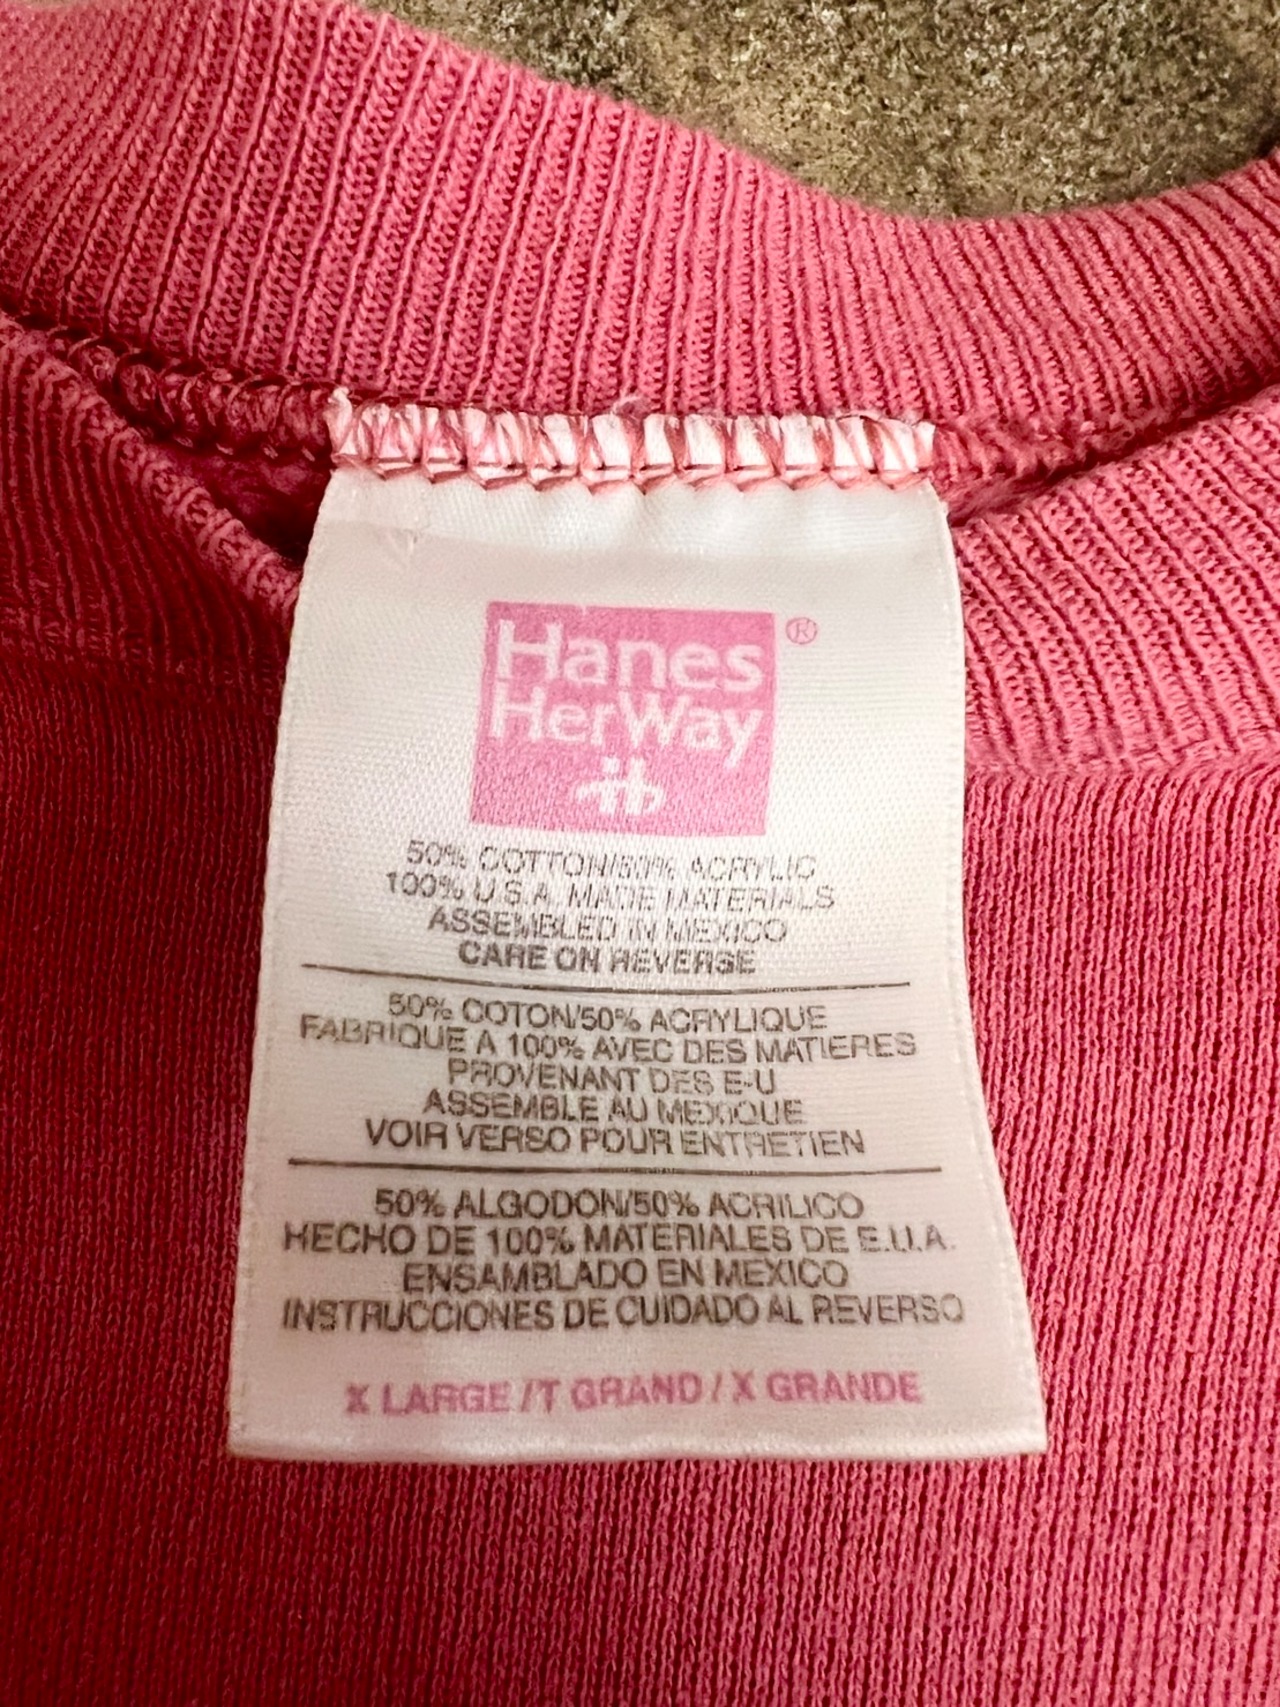 Hanes
HerWay
®
50% COTTON/50% ACRYLIC
100% U.S.A. MADE MATERIALS
ASSEMBLED IN MEXICO
CARE ON REVERSE
50% COTON/50% ACRYLIQUE
FABRIQUE A 100% AVEC DES MATIERES
PROVENANT DES E-U
ASSEMBLE AU MEXIQUE
VOIR VERSO POUR ENTRETIEN
50% ALGODON/50% ACRILICO
HECHO DE 100% MATERIALES DE E.U.A.
ENSAMBLADO EN MEXICO
INSTRUCCIONES DE CUIDADO AL REVERSO
X LARGE / T GRAND / X GRANDE